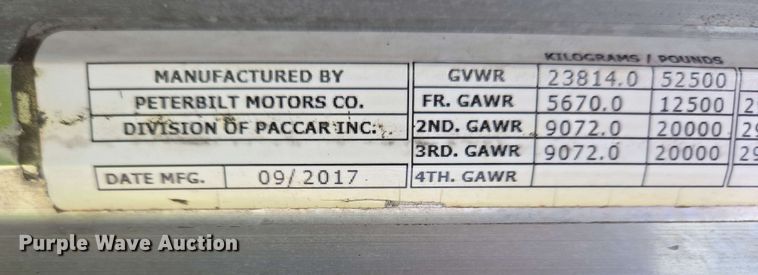 KILOGRAMS / POUNDS
MANUFACTURED BY GVWR 23814.0 52500
PETERBILT MOTORS CO. FR. GAWR 5670.0 12500
DIVISION OF PACCAR INC. 2ND. GAWR 9072.0 20000
3RD. GAWR 9072.0 20000
DATE MFG. 09/2017 4TH. GAWR
Purple Wave Auction